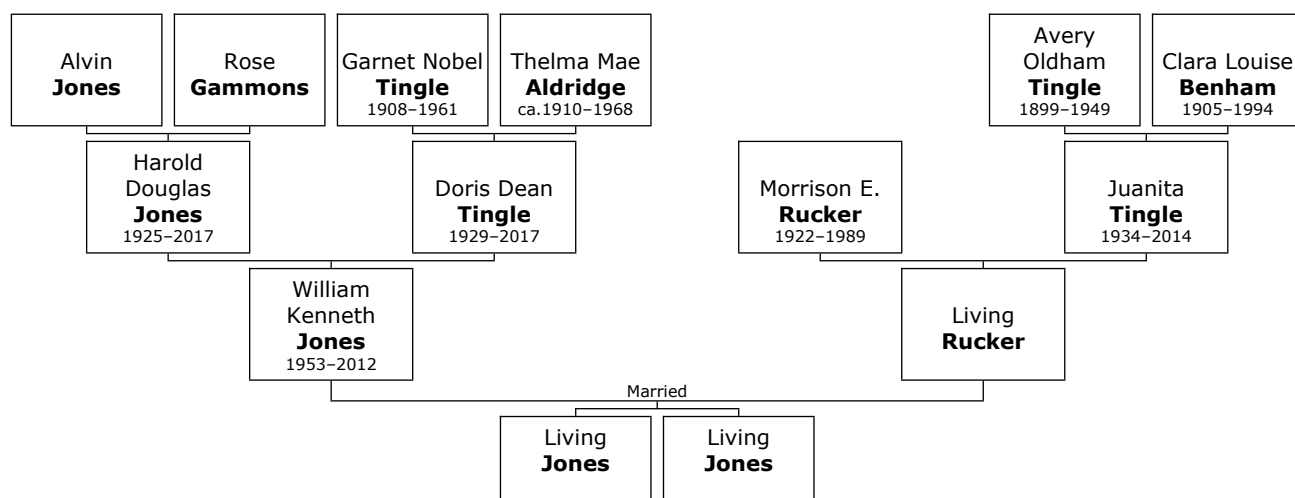 Alvin
Jones
Rose
Gammons
Garnet Nobel
Tingle
1908–1961
Thelma Mae
Aldridge
ca.1910–1968
Avery
Oldham
Tingle
1899–1949
Clara Louise
Benham
1905–1994
Harold
Douglas
Jones
1925–2017
Doris Dean
Tingle
1929–2017
Morrison E.
Rucker
1922–1989
Juanita
Tingle
1934–2014
William
Kenneth
Jones
1953–2012
Living
Rucker
Married
Living
Jones
Living
Jones